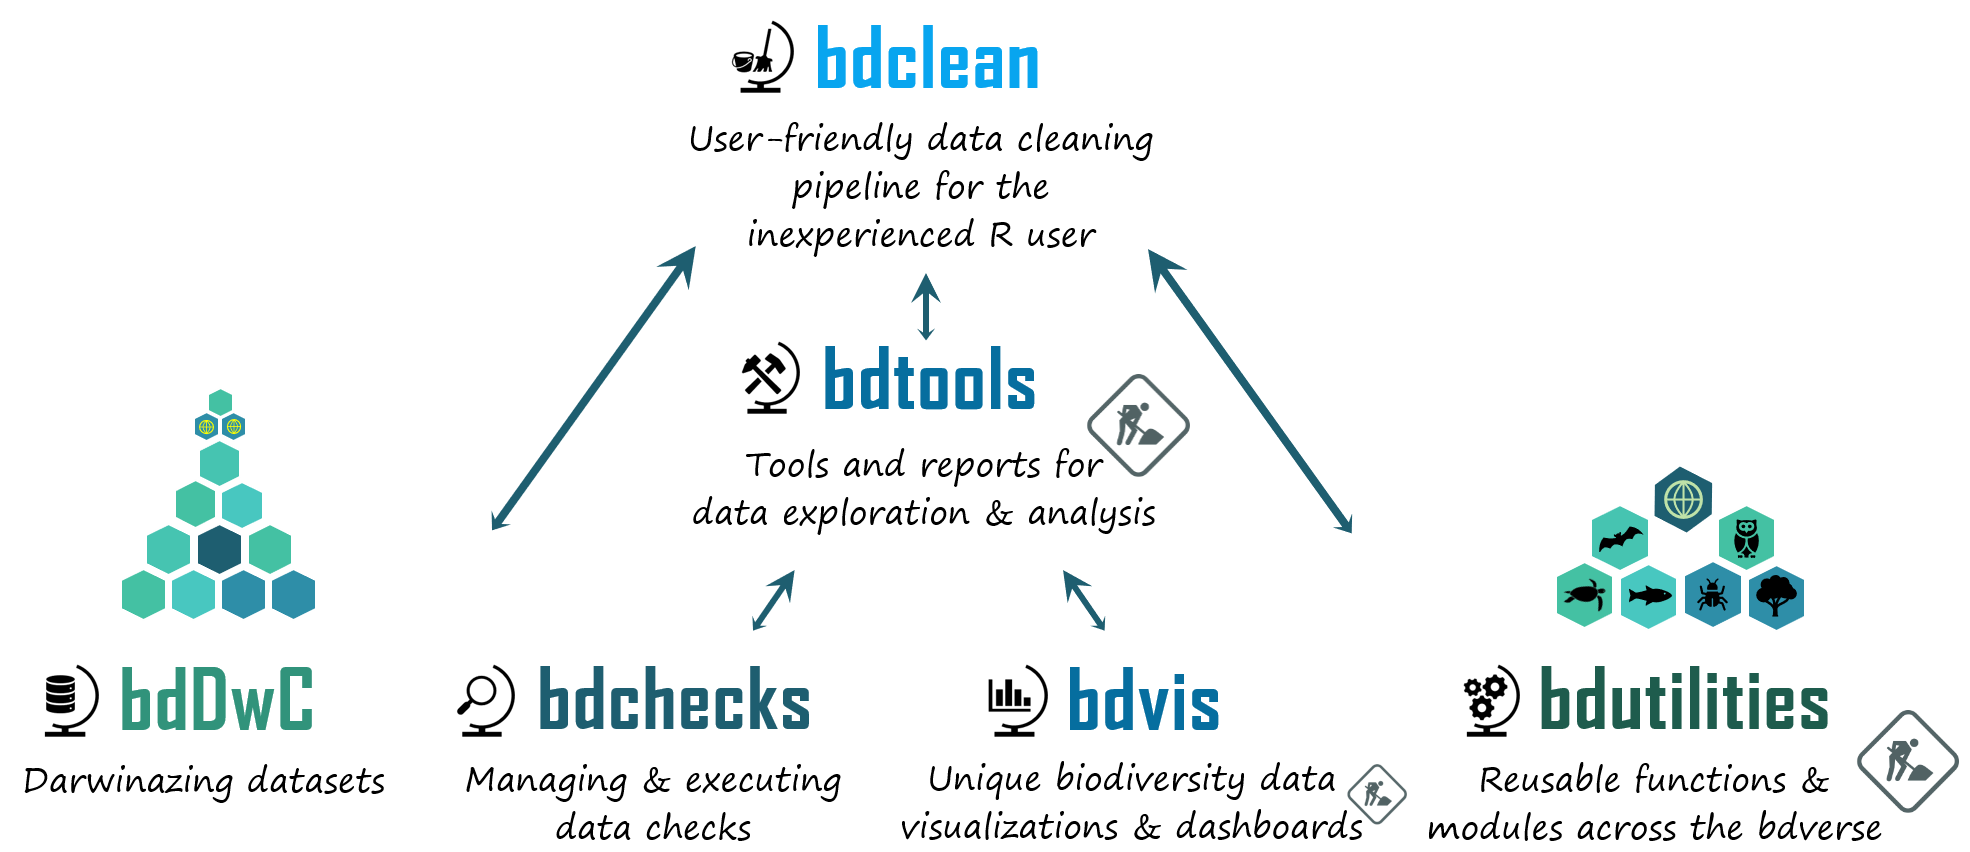 bdclean
User-friendly data cleaning
pipeline for the
inexperienced R user
bdtools
Tools and reports for
data exploration & analysis
bdDwC
Darwinazing datasets
bdchecks
Managing & executing
data checks
bdvis
Unique biodiversity data
visualizations & dashboards
bdutilities
Reusable functions &
modules across the bdverse